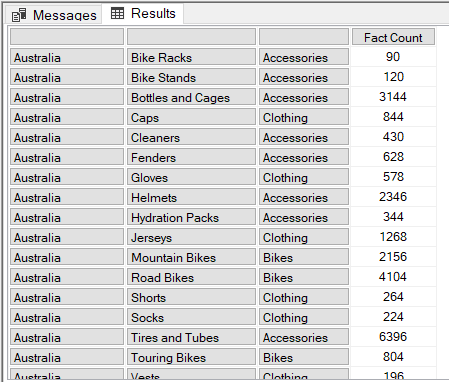 Messages Results
Fact Count
Australia Bike Racks Accessories 90
Australia Bike Stands Accessories 120
Australia Bottles and Cages Accessories 3144
Australia Caps Clothing 844
Australia Cleaners Accessories 430
Australia Fenders Accessories 628
Australia Gloves Clothing 578
Australia Helmets Accessories 2346
Australia Hydration Packs Accessories 344
Australia Jerseys Clothing 1268
Australia Mountain Bikes Bikes 2156
Australia Road Bikes Bikes 4104
Australia Shorts Clothing 264
Australia Socks Clothing 224
Australia Tires and Tubes Accessories 6396
Australia Touring Bikes Bikes 804
Australia Vests Clothing 196